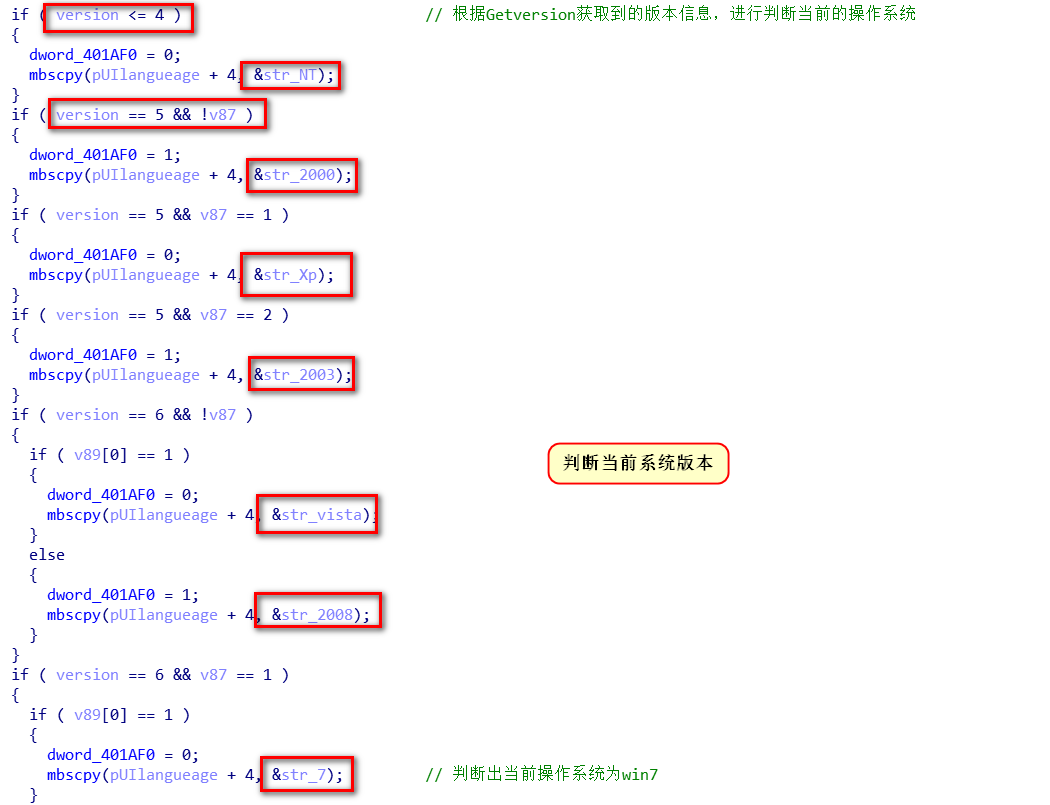 if ( version <= 4 ) // 根据Getversion获取到的版本信息，进行判断当前的操作系统
{
dword_401AF0 = 0;
mbscpy(pUIlangueage + 4, &str_NT);
}
if ( version == 5 && !v87 )
{
dword_401AF0 = 1;
mbscpy(pUIlangueage + 4, &str_2000);
}
if ( version == 5 && v87 == 1 )
{
dword_401AF0 = 0;
mbscpy(pUIlangueage + 4, &str_Xp);
}
if ( version == 5 && v87 == 2 )
{
dword_401AF0 = 1;
mbscpy(pUIlangueage + 4, &str_2003);
}
if ( version == 6 && !v87 )
{
if ( v89[0] == 1 )
判断当前系统版本
{
dword_401AF0 = 0;
mbscpy(pUIlangueage + 4, &str_vista);
}
else
{
dword_401AF0 = 1;
mbscpy(pUIlangueage + 4, &str_2008);
}
}
if ( version == 6 && v87 == 1 )
{
if ( v89[0] == 1 )
{
dword_401AF0 = 0;
mbscpy(pUIlangueage + 4, &str_7); // 判断出当前操作系统为win7
}